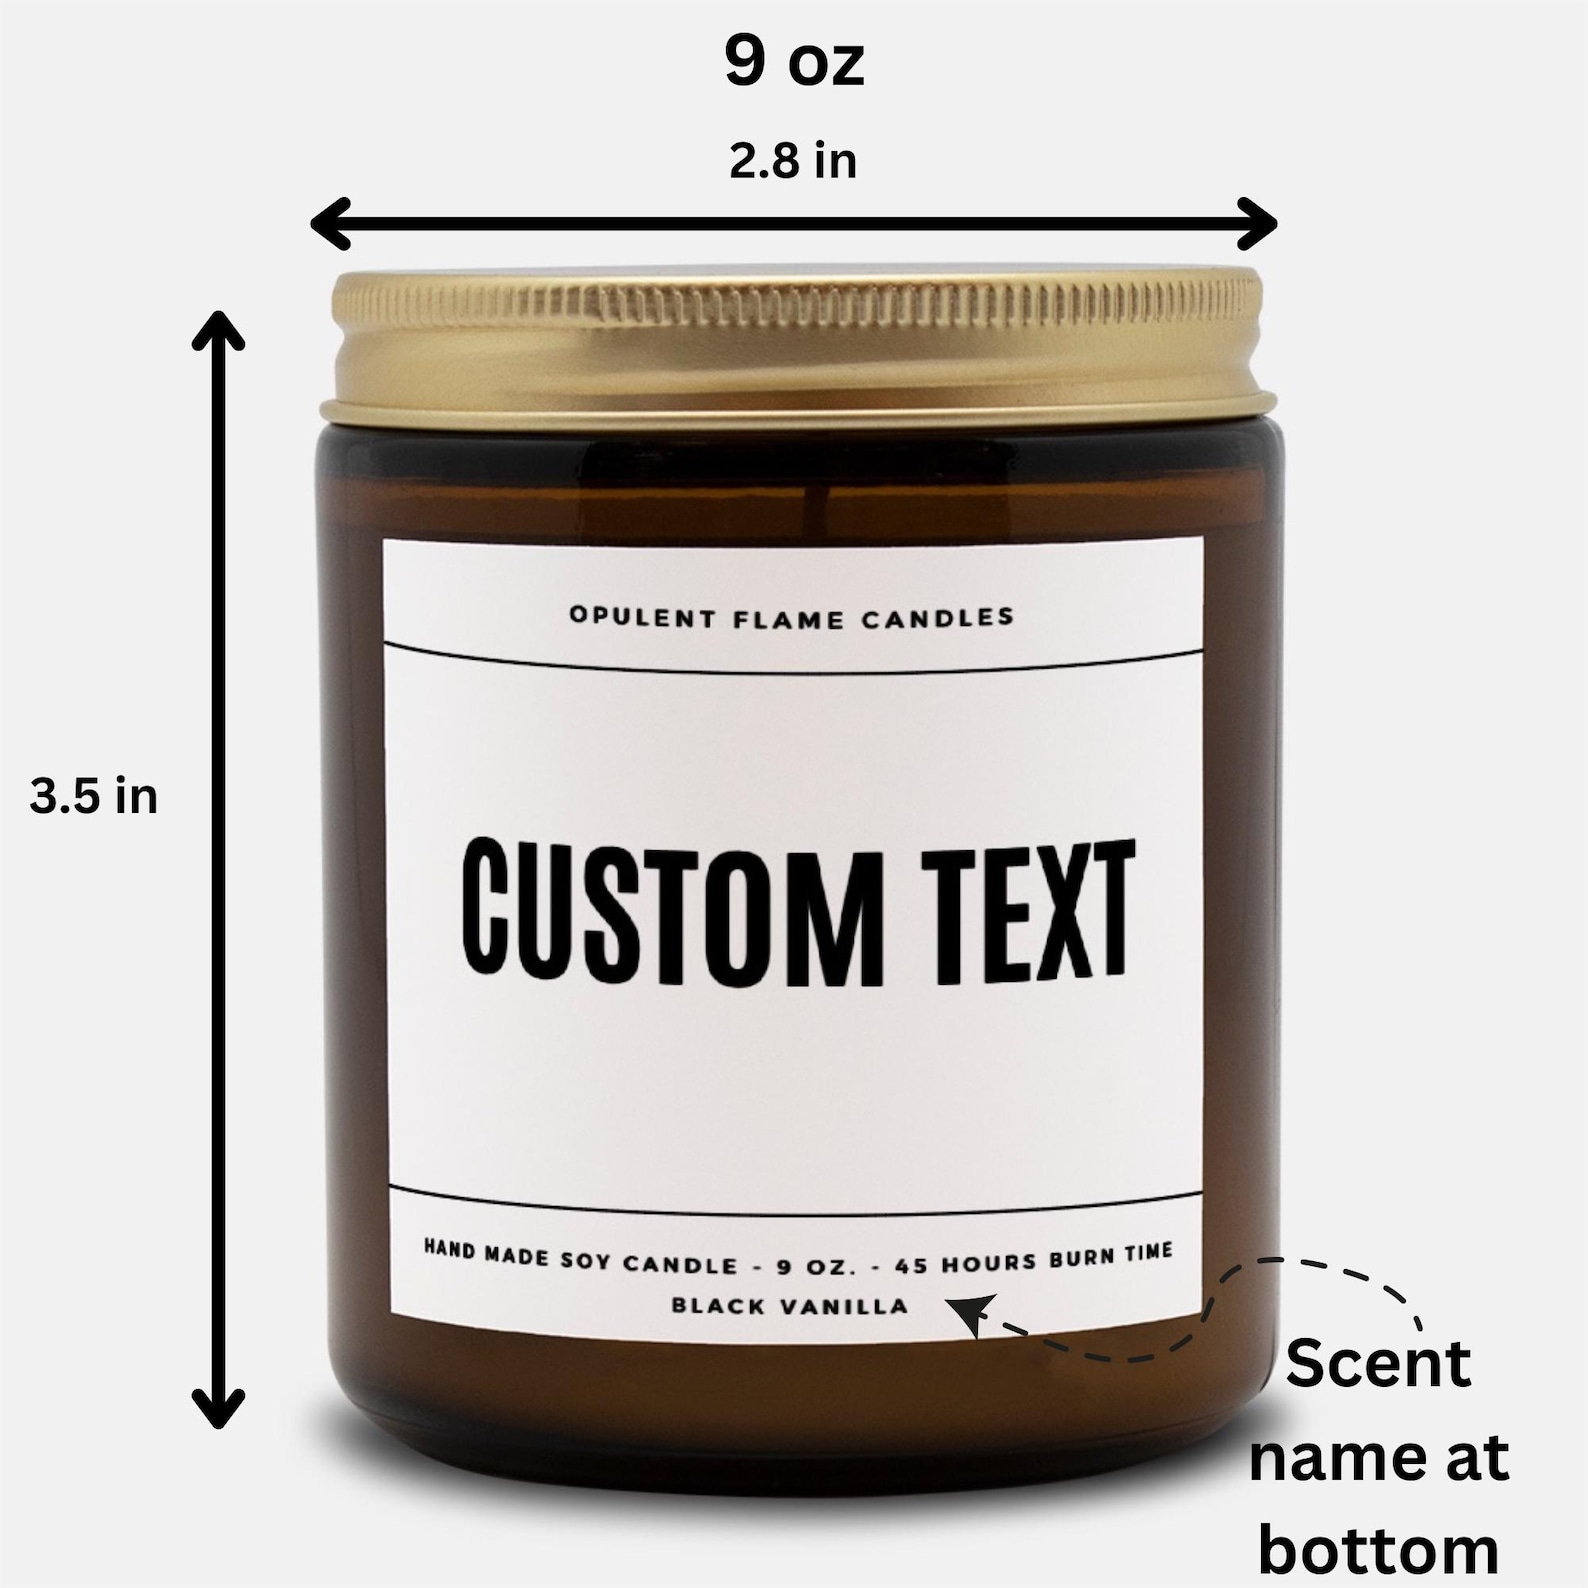 9 oz
2.8 in
3.5 in
OPULENT FLAME CANDLES
CUSTOM TEXT
HAND MADE SOY CANDLE - 9 OZ. - 45 HOURS BURN TIME
BLACK VANILLA
Scent
name at
bottom